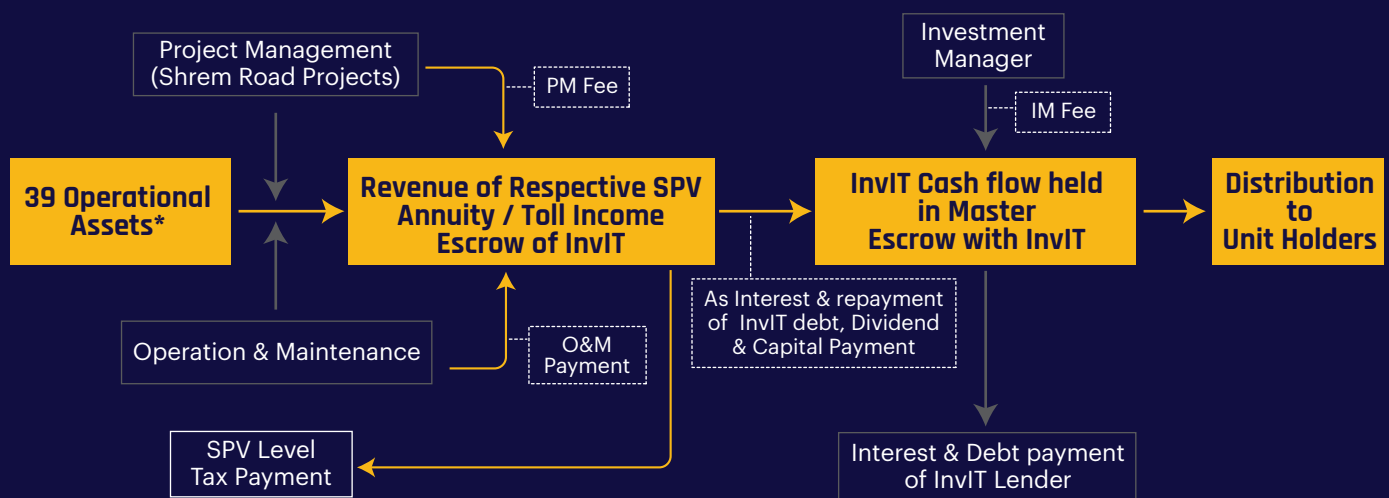 Project Management
(Shrem Road Projects)
PM Fee
Investment
Manager
IM Fee
39 Operational
Assets*
Revenue of Respective SPV
Annuity / Toll Income
Escrow of InvIT
InvIT Cash flow held
in Master
Escrow with InvIT
Distribution
to
Unit Holders
As Interest & repayment
of InvIT debt, Dividend
& Capital Payment
Operation & Maintenance
O&M
Payment
SPV Level
Tax Payment
Interest & Debt payment
of InvIT Lender